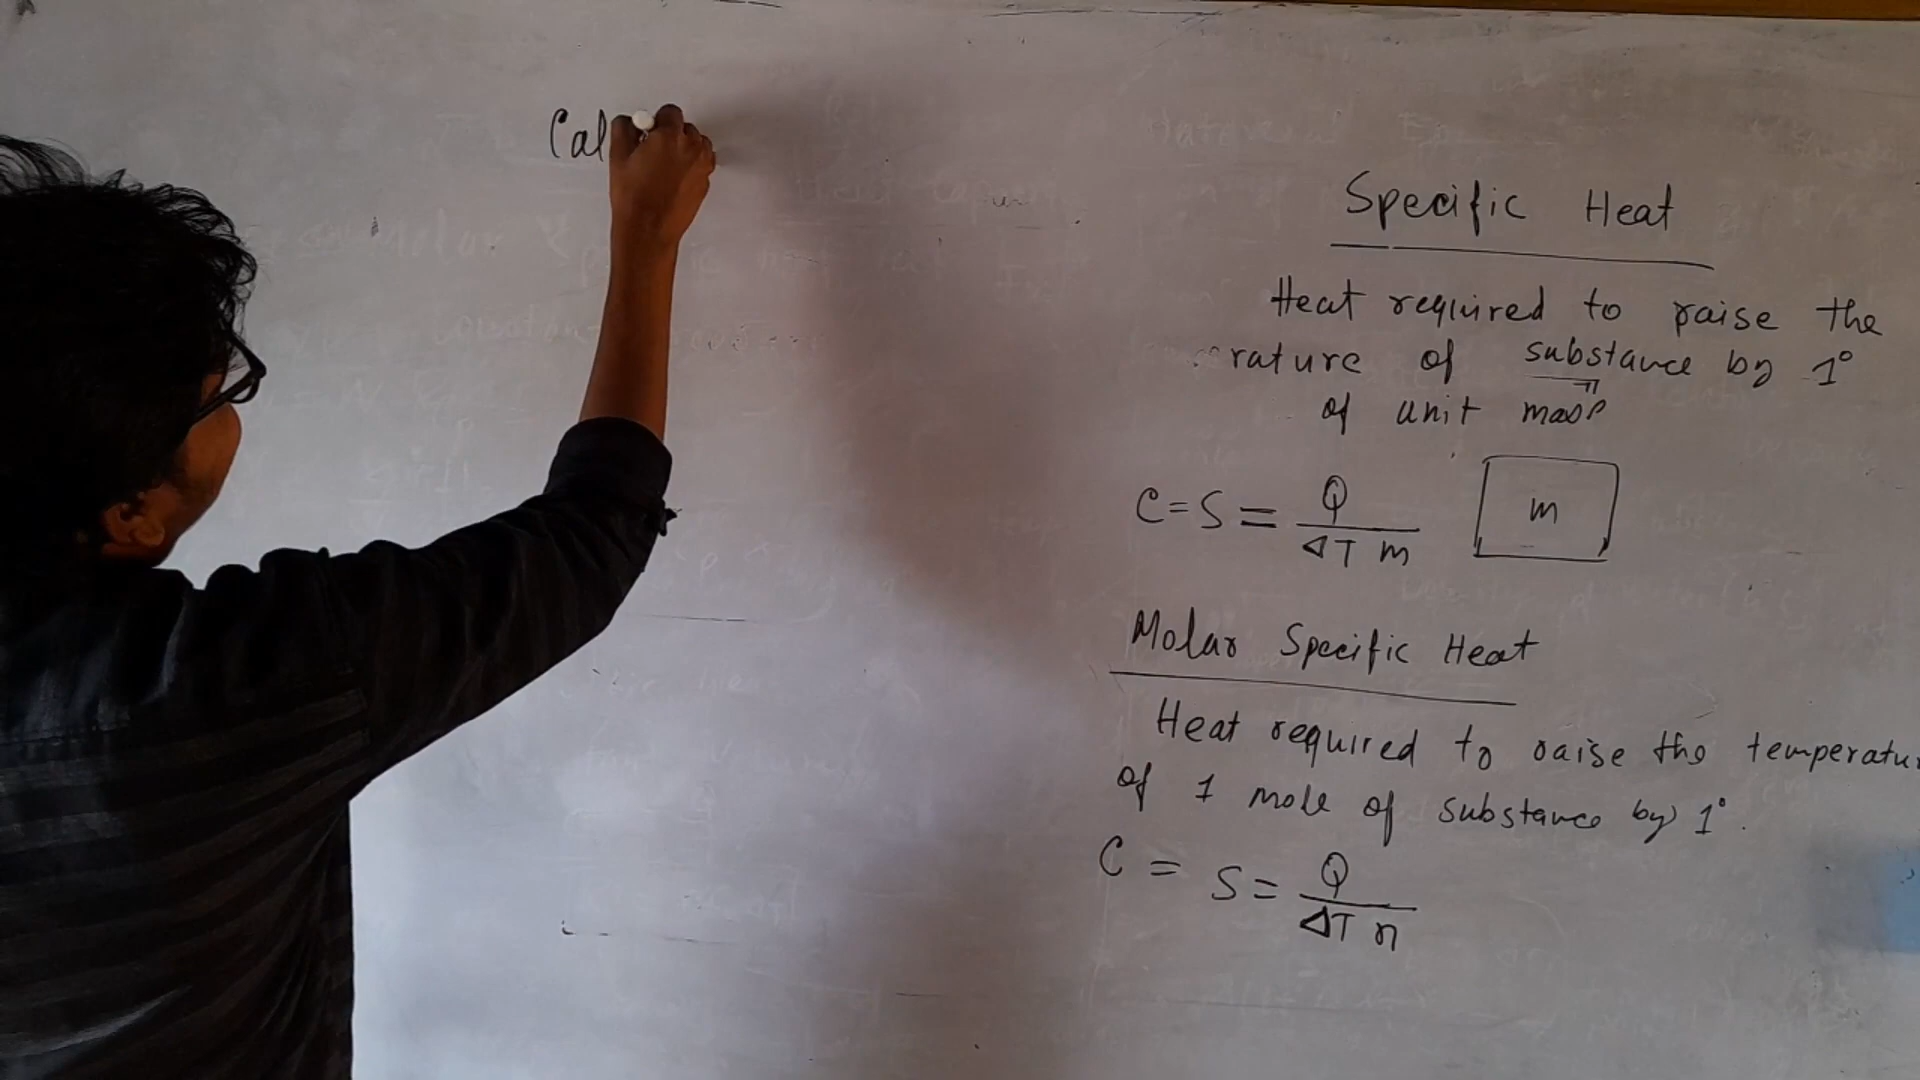 Cal
Specific Heat
Heat required to raise the
rature of substance by 1°
of unit mass
C = S = Q / ΔT m
m
Molar Specific Heat
Heat required to raise the temperatur
of 1 mole of substance by 1°.
C = S = Q / ΔT n